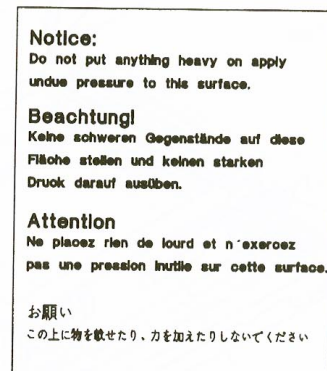 Notice:
Do not put anything heavy on apply
undue pressure to this surface.
Beachtung!
Keine schweren Gegenstände auf diese
Fläche stellen und keinen starken
Druck darauf ausüben.
Attention
Ne placez rien de lourd et n´exercez
pas une pression inutile sur cette surface.
お願い
この上に物を載せたり、力を加えたりしないでください